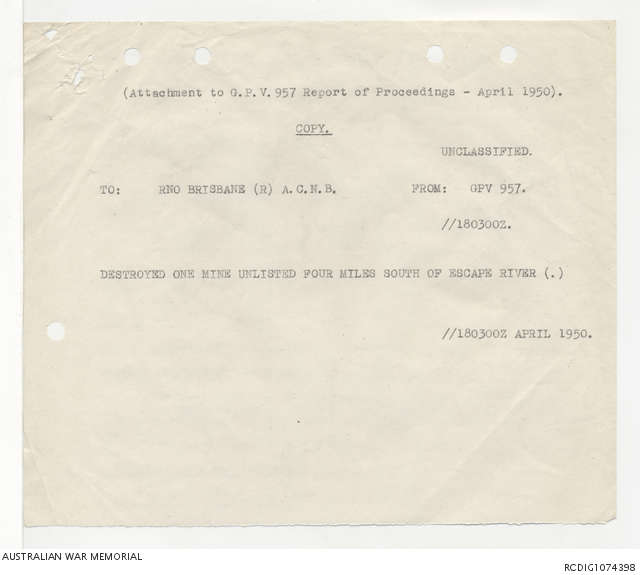 (Attachment to G.P.V. 957 Report of Proceedings - April 1950).
COPY.
UNCLASSIFIED.
TO: RNO BRISBANE (R) A.C.N.B. FROM: GPV 957.
//180300Z.
DESTROYED ONE MINE UNLISTED FOUR MILES SOUTH OF ESCAPE RIVER (.)
//180300Z APRIL 1950.
AUSTRALIAN WAR MEMORIAL RCDIG1074398